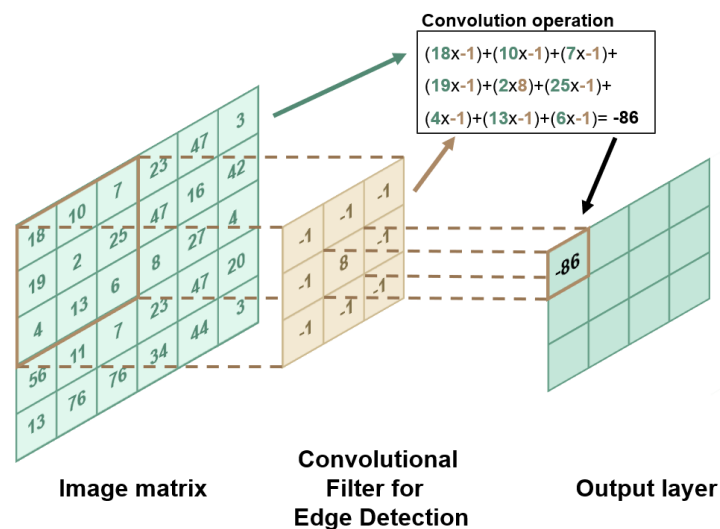 Convolution operation
(18x-1)+(10x-1)+(7x-1)+
(19x-1)+(2x8)+(25x-1)+
(4x-1)+(13x-1)+(6x-1)= -86
18 10 7 23 47 3
19 2 25 47 16 42
4 13 6 8 27 4
56 11 7 23 47 20
13 76 76 34 44 3
-1 -1 -1
-1 8 -1
-1 -1 -1
-86
Image matrix
Convolutional
Filter for
Edge Detection
Output layer